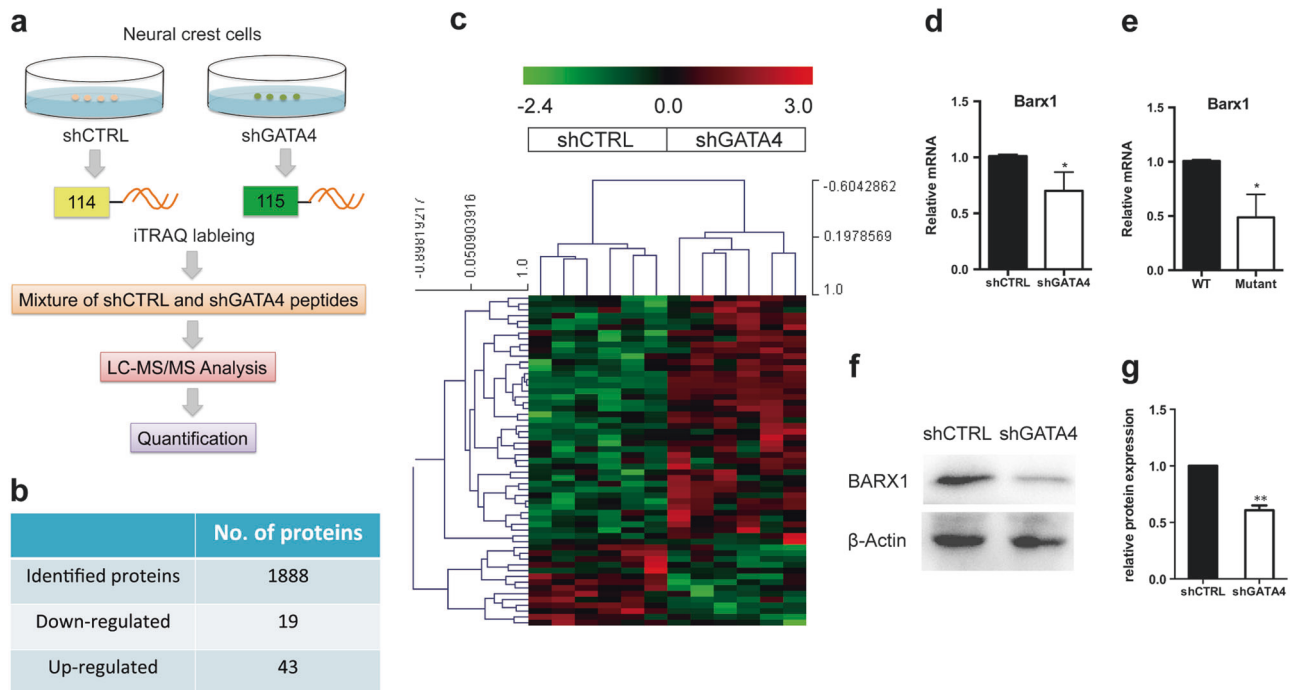 a
Neural crest cells
shCTRL shGATA4
114 115
iTRAQ lableing
Mixture of shCTRL and shGATA4 peptides
LC-MS/MS Analysis
Quantification
b
No. of proteins
Identified proteins 1888
Down-regulated 19
Up-regulated 43
c
-2.4 0.0 3.0
shCTRL shGATA4
-0.6042862
0.1978569
1.0
-0.89819217
0.050903916
1.0
d
Barx1
Relative mRNA
1.5
1.0
0.5
0.0
*
shCTRL shGATA4
e
Barx1
Relative mRNA
1.5
1.0
0.5
0.0
*
WT Mutant
f
shCTRL shGATA4
BARX1
β-Actin
g
relative protein expression
1.5
1.0
0.5
0.0
**
shCTRL shGATA4